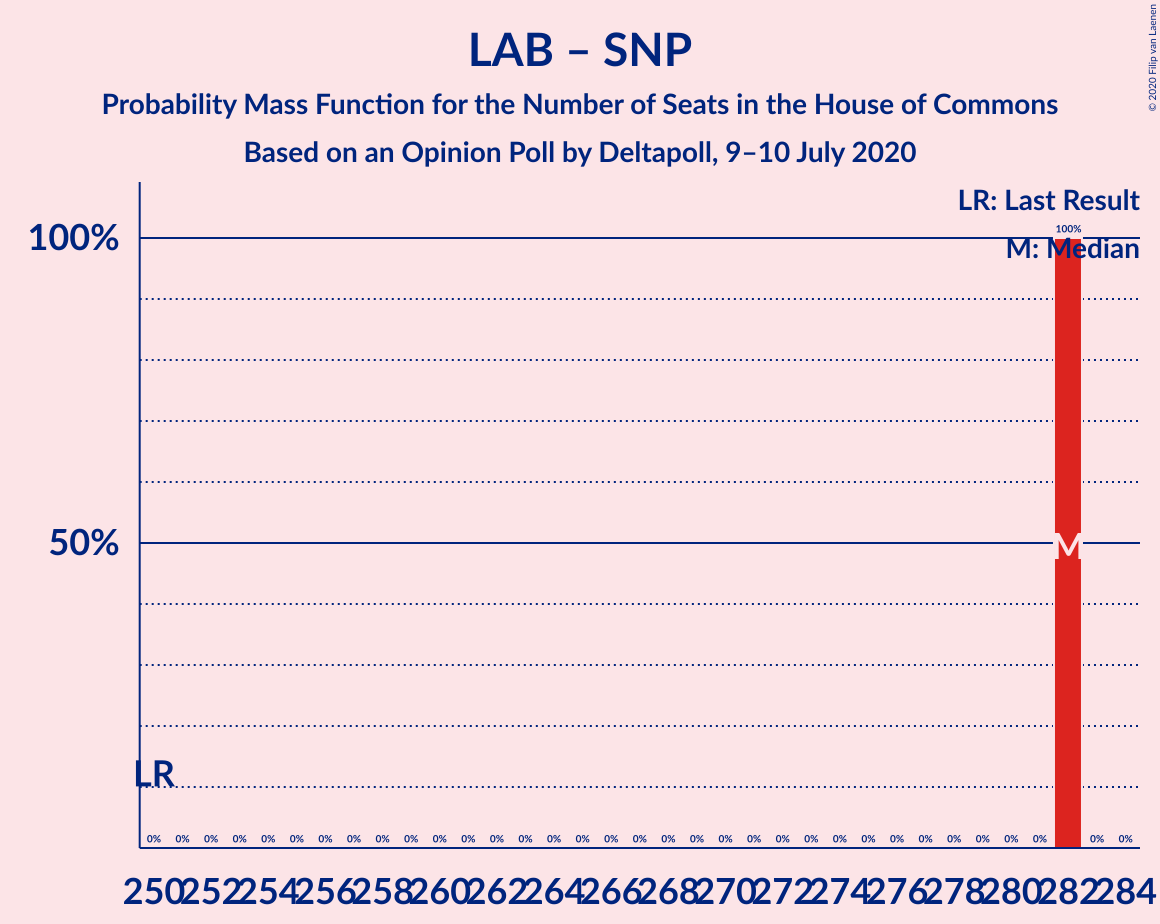 © 2020 Filip van Laenen
LAB – SNP
Probability Mass Function for the Number of Seats in the House of Commons
Based on an Opinion Poll by Deltapoll, 9–10 July 2020
LR: Last Result
M: Median
100%
100%
50%
M
LR
0% 0% 0% 0% 0% 0% 0% 0% 0% 0% 0% 0% 0% 0% 0% 0% 0% 0% 0% 0% 0% 0% 0% 0% 0% 0% 0% 0% 0% 0% 0% 0% 0% 0%
250 252 254 256 258 260 262 264 266 268 270 272 274 276 278 280 282 284